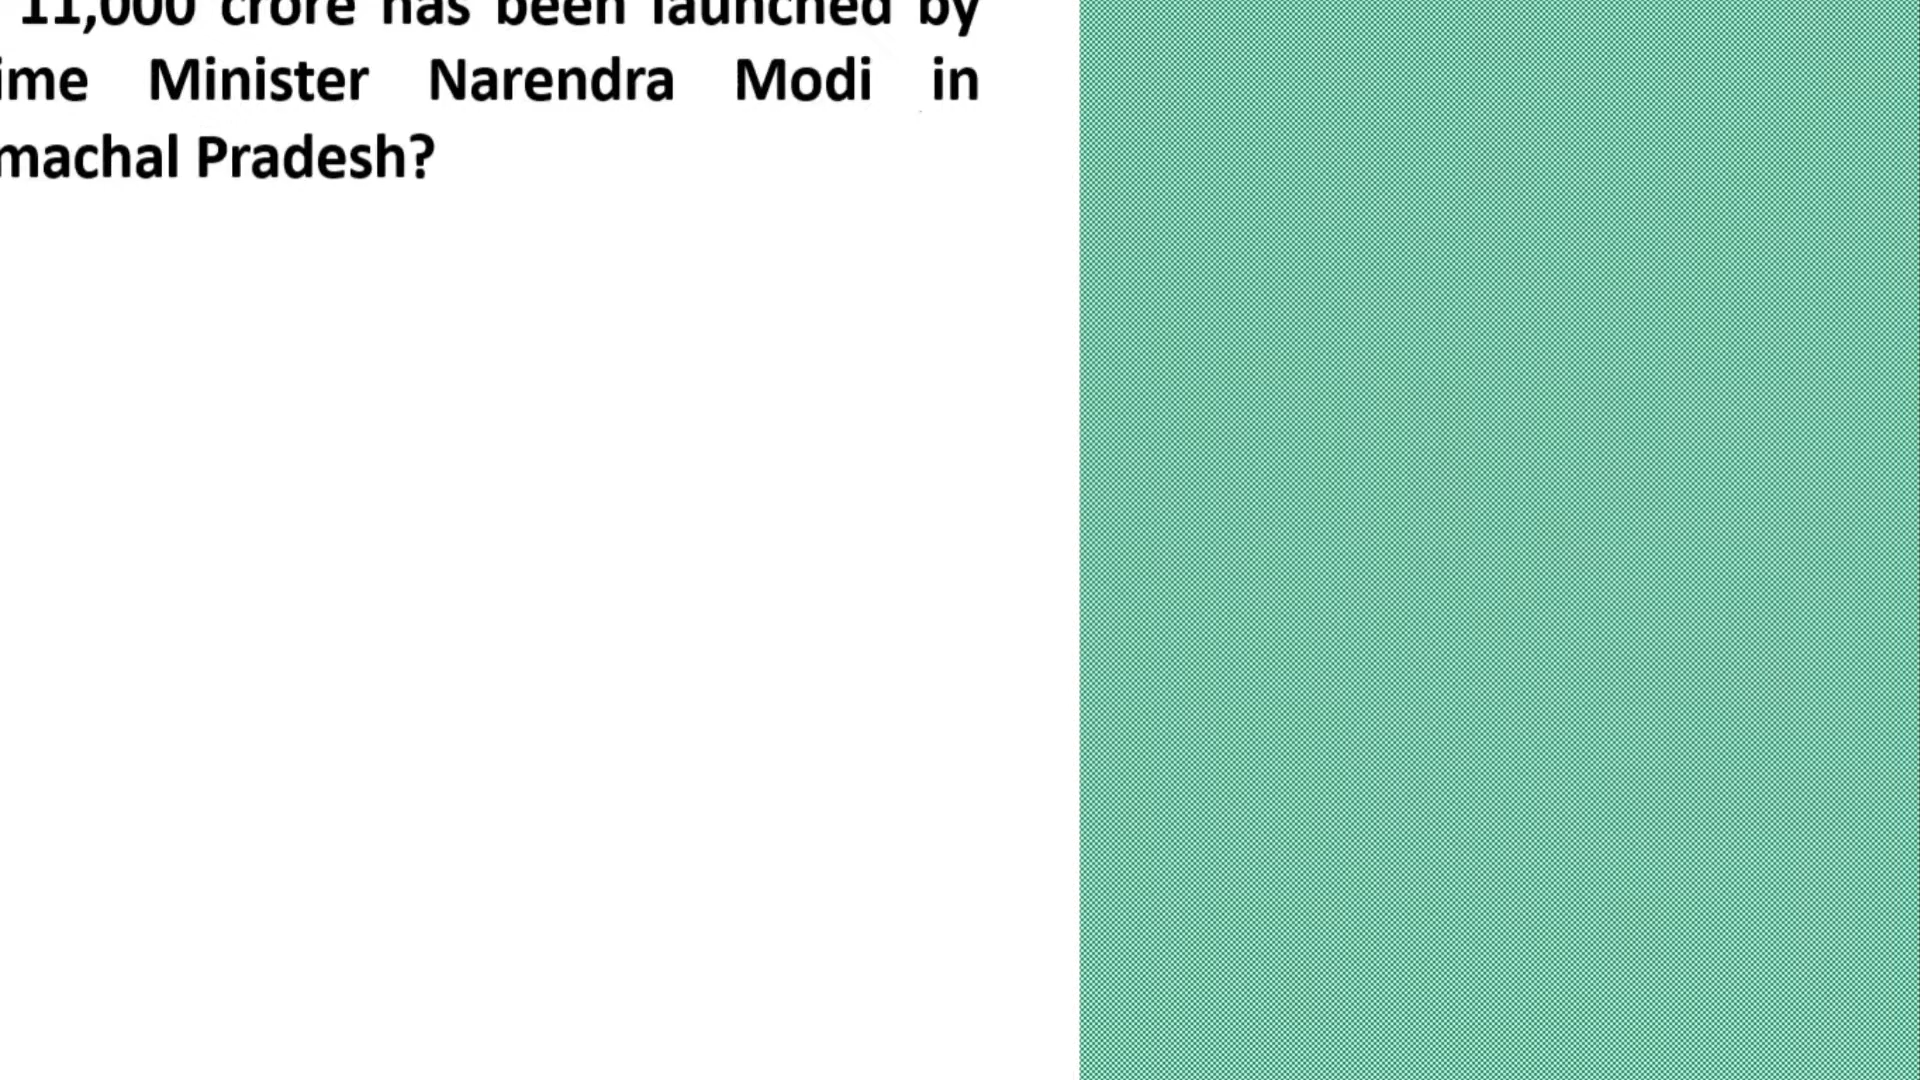 11,000 crore has been launched by
ime Minister Narendra Modi in
machal Pradesh?